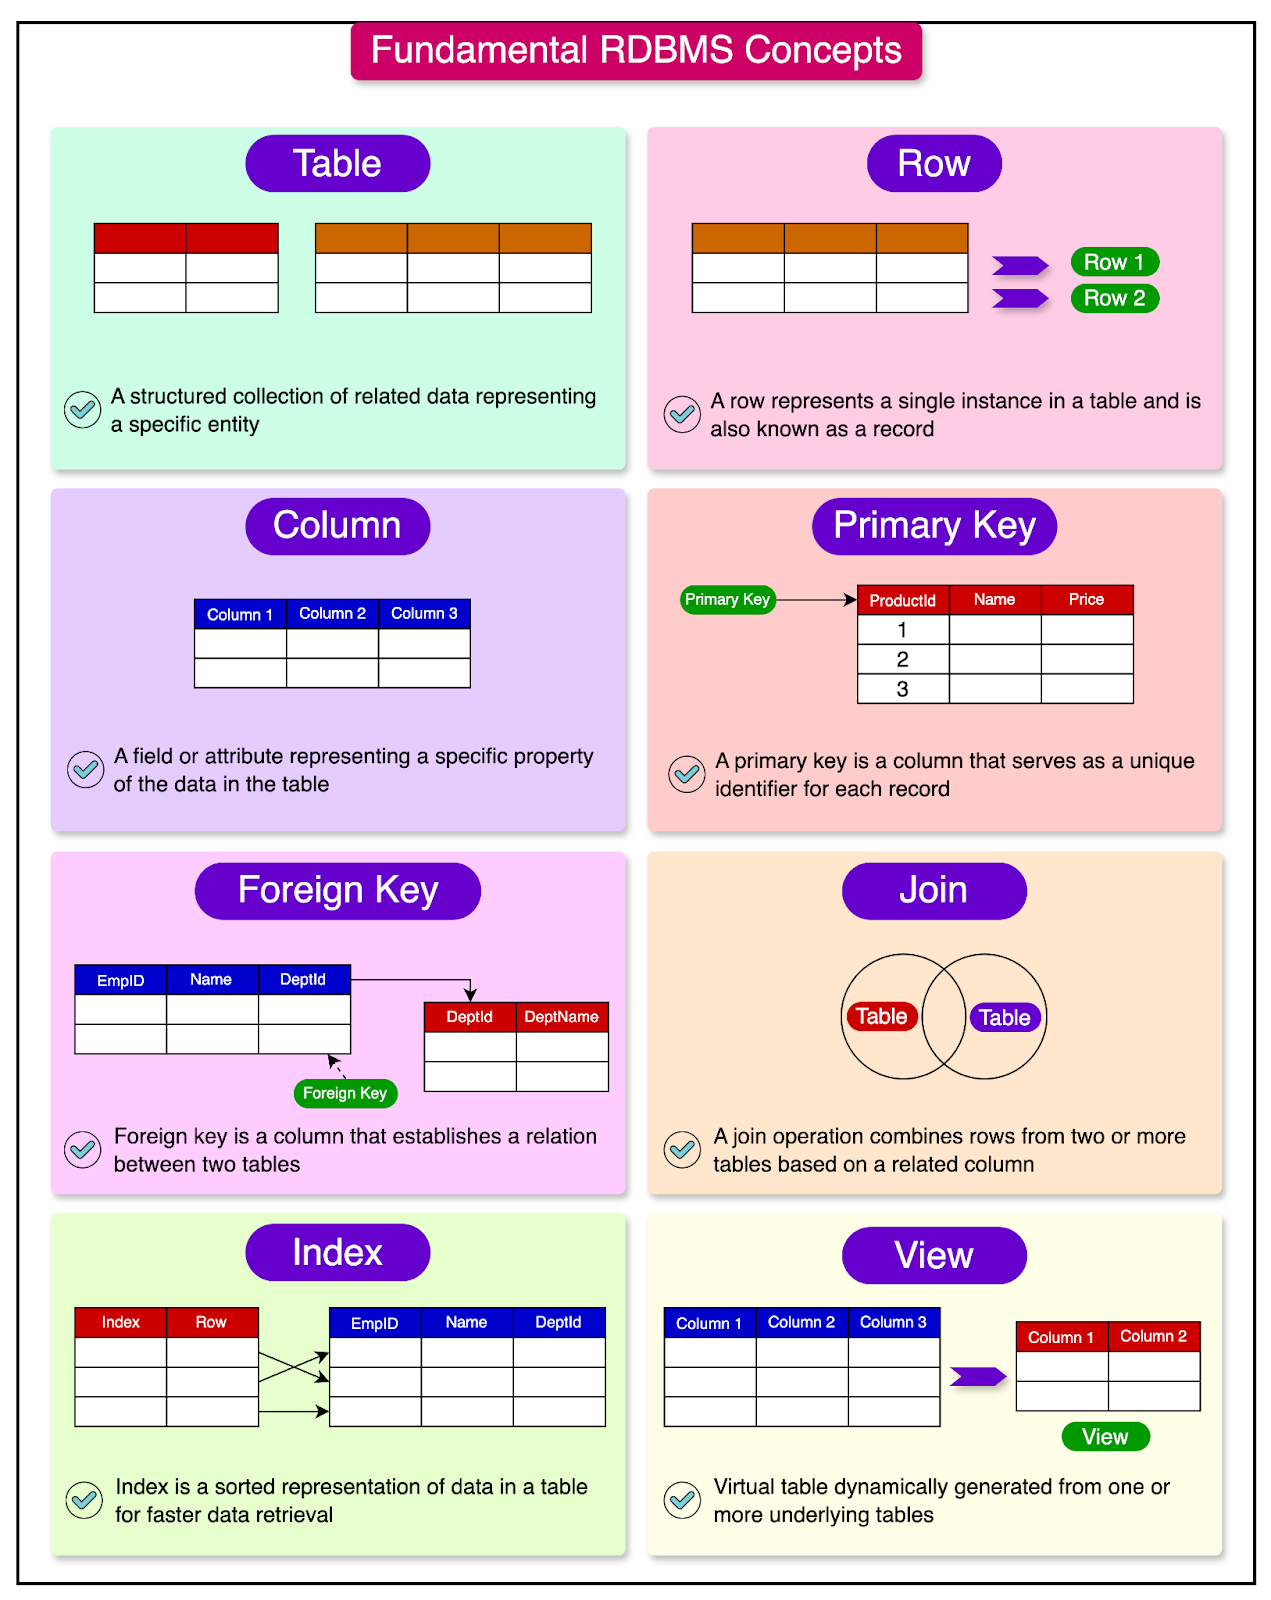 Fundamental RDBMS Concepts
Table
A structured collection of related data representing
a specific entity
Row
Row 1
Row 2
A row represents a single instance in a table and is
also known as a record
Column
Column 1 Column 2 Column 3
A field or attribute representing a specific property
of the data in the table
Primary Key
Primary Key
ProductId Name Price
1
2
3
A primary key is a column that serves as a unique
identifier for each record
Foreign Key
EmpID Name DeptId
DeptId DeptName
Foreign Key
Foreign key is a column that establishes a relation
between two tables
Join
Table Table
A join operation combines rows from two or more
tables based on a related column
Index
Index Row
EmpID Name DeptId
Index is a sorted representation of data in a table
for faster data retrieval
View
Column 1 Column 2 Column 3
Column 1 Column 2
View
Virtual table dynamically generated from one or
more underlying tables